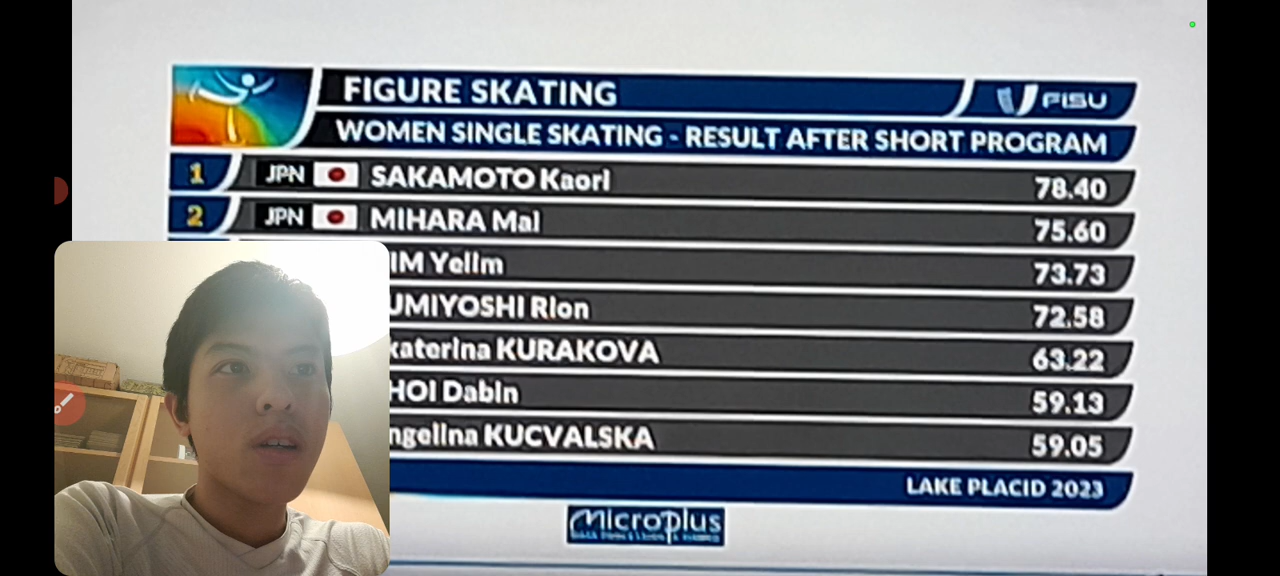 FIGURE SKATING
FISU
WOMEN SINGLE SKATING - RESULT AFTER SHORT PROGRAM
1 JPN SAKAMOTO Kaori 78.40
2 JPN MIHARA Mai 75.60
IM Yelim 73.73
UMIYOSHI Rion 72.58
katerina KURAKOVA 63.22
HOI Dabin 59.13
ngelina KUCVALSKA 59.05
LAKE PLACID 2023
Microplus